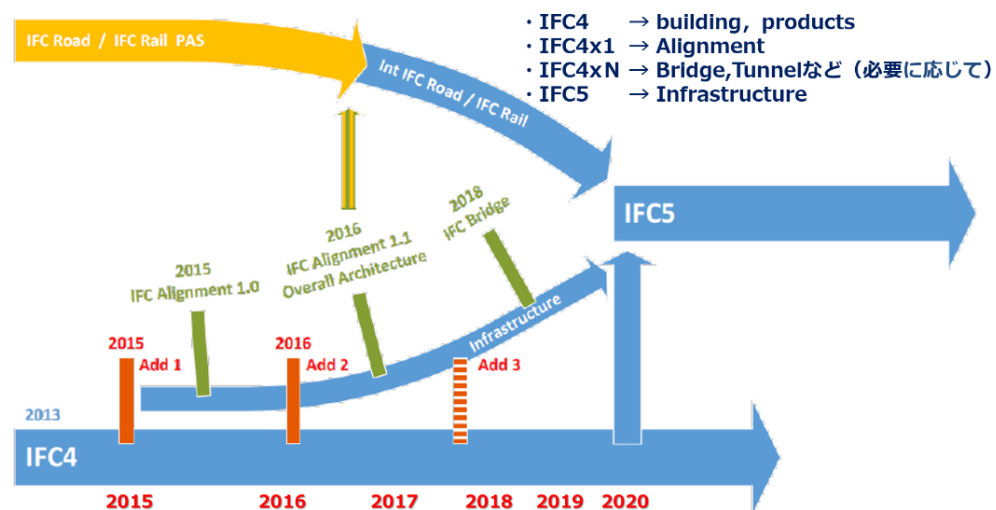 IFC Road / IFC Rail PAS
Int IFC Road / IFC Rail
・IFC4 → building, products
・IFC4x1 → Alignment
・IFC4xN → Bridge,Tunnelなど（必要に応じて）
・IFC5 → Infrastructure
IFC5
2018
IFC Bridge
2016
IFC Alignment 1.1
Overall Architecture
2015
IFC Alignment 1.0
Infrastructure
2015
Add 1
2016
Add 2
Add 3
2013
IFC4
2015 2016 2017 2018 2019 2020